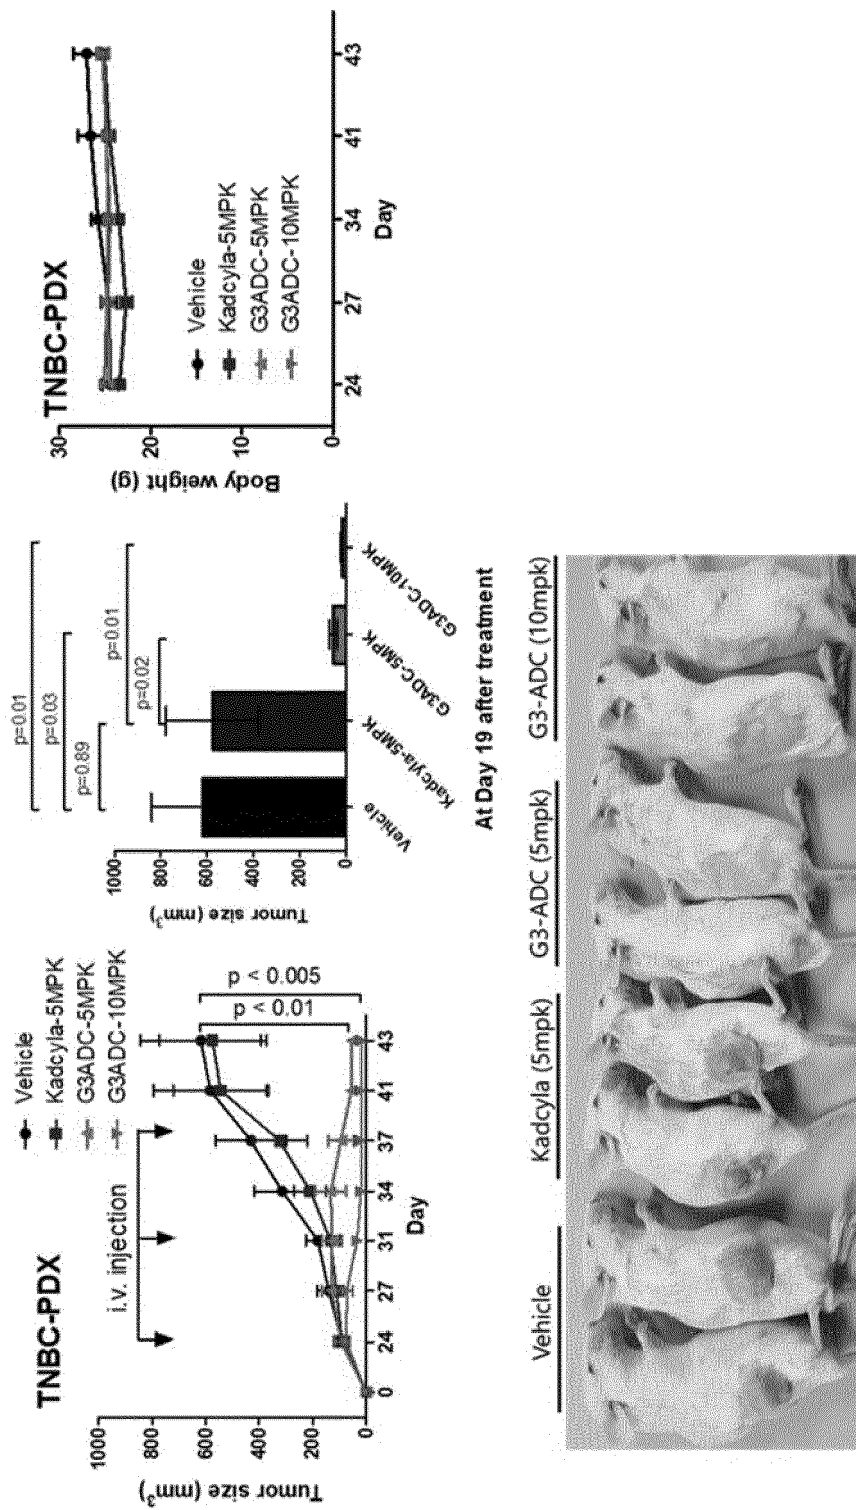 TNBC-PDX
Tumor size (mm³)
1000
800
600
400
200
0
0
24
27
31
34
37
41
43
Day
i.v. injection
Vehicle
Kadcyla-5MPK
G3ADC-5MPK
G3ADC-10MPK
p < 0.01
p < 0.005
Tumor size (mm³)
1000
800
600
400
200
0
p=0.01
p=0.03
p=0.89
p=0.01
p=0.02
Vehicle
Kadcyla-5MPK
G3ADC-5MPK
G3ADC-10MPK
At Day 19 after treatment
TNBC-PDX
Body weight (g)
30
20
10
0
24
27
34
41
43
Day
Vehicle
Kadcyla-5MPK
G3ADC-5MPK
G3ADC-10MPK
Vehicle
Kadcyla (5mpk)
G3-ADC (5mpk)
G3-ADC (10mpk)